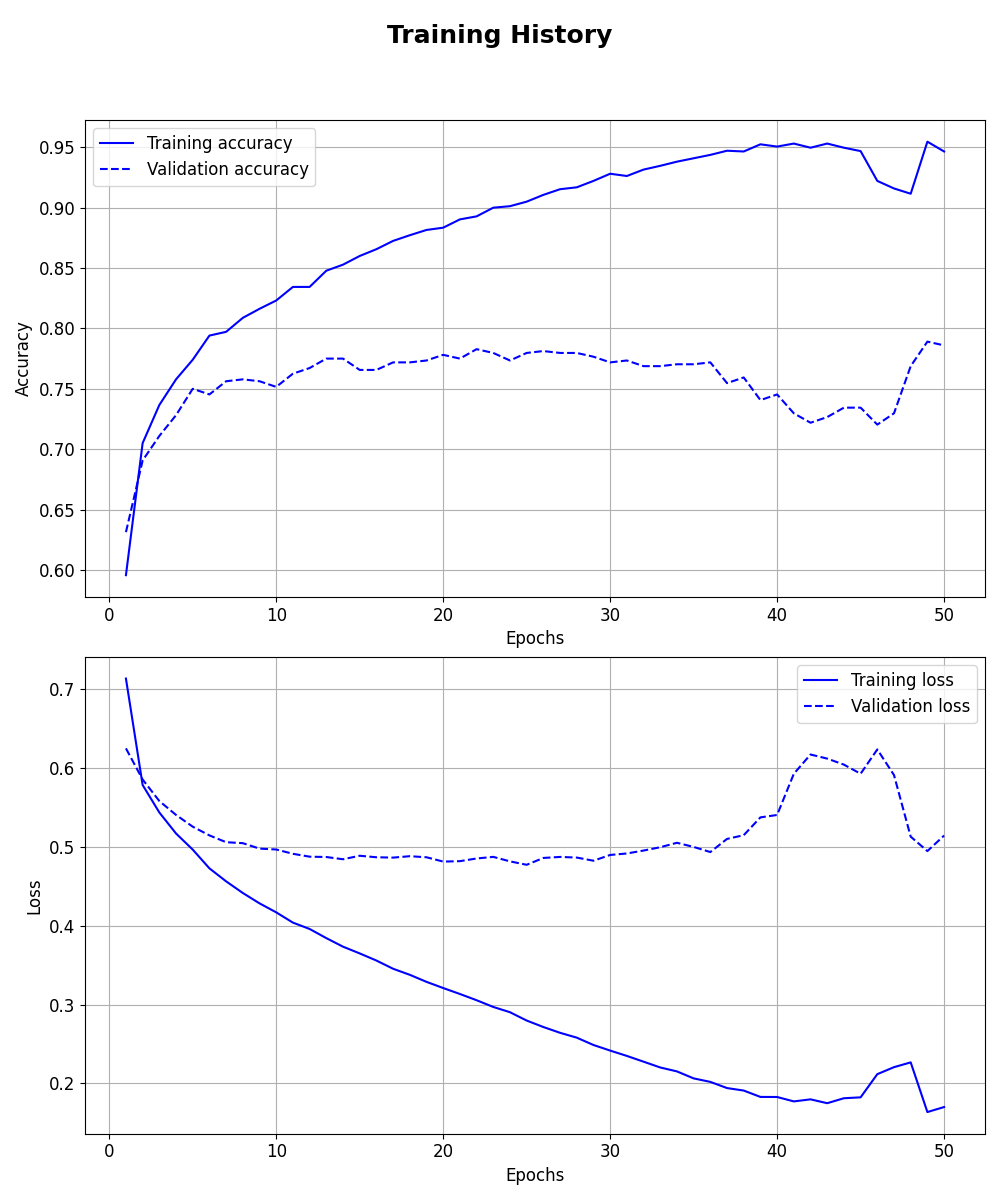 Training History
Training accuracy
Validation accuracy
0.95
0.90
0.85
0.80
0.75
0.70
0.65
0.60
Accuracy
0 10 20 30 40 50
Epochs
Training loss
Validation loss
0.7
0.6
0.5
0.4
0.3
0.2
Loss
0 10 20 30 40 50
Epochs